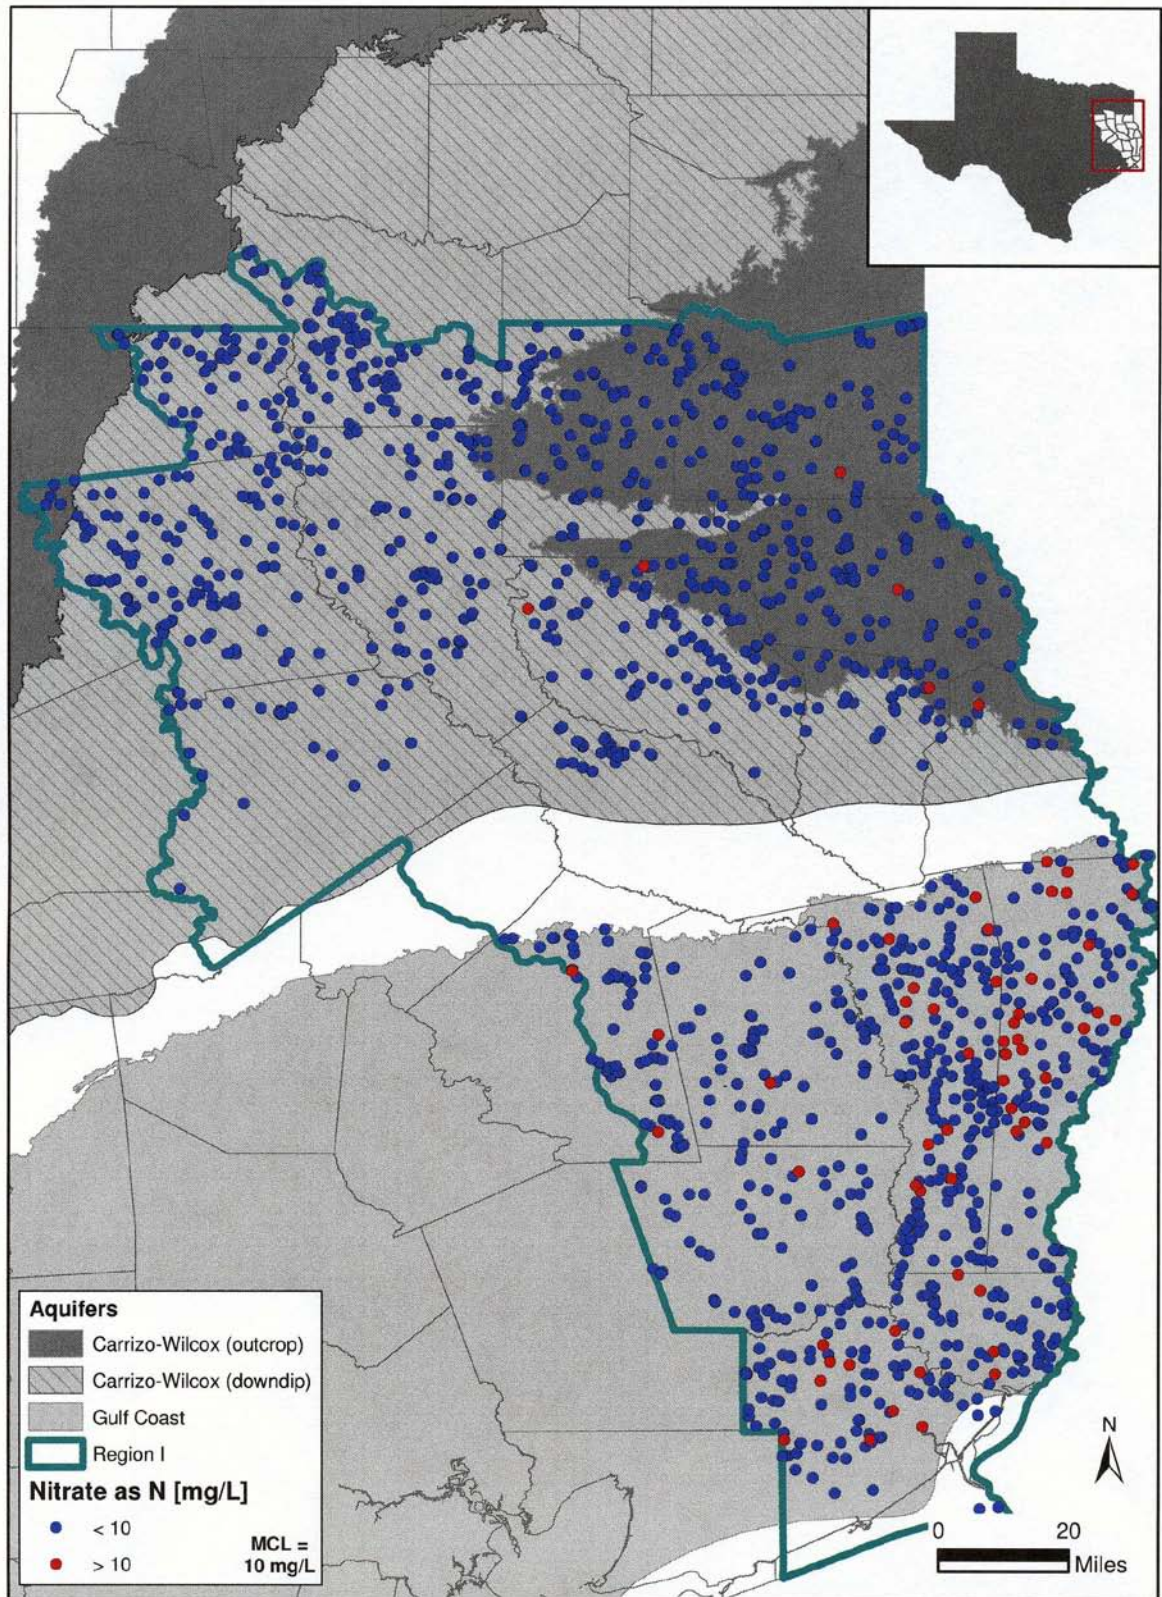 N
0 20
Miles
Aquifers
Carrizo-Wilcox (outcrop)
Carrizo-Wilcox (downdip)
Gulf Coast
Region I
Nitrate as N [mg/L]
< 10
> 10
MCL =
10 mg/L